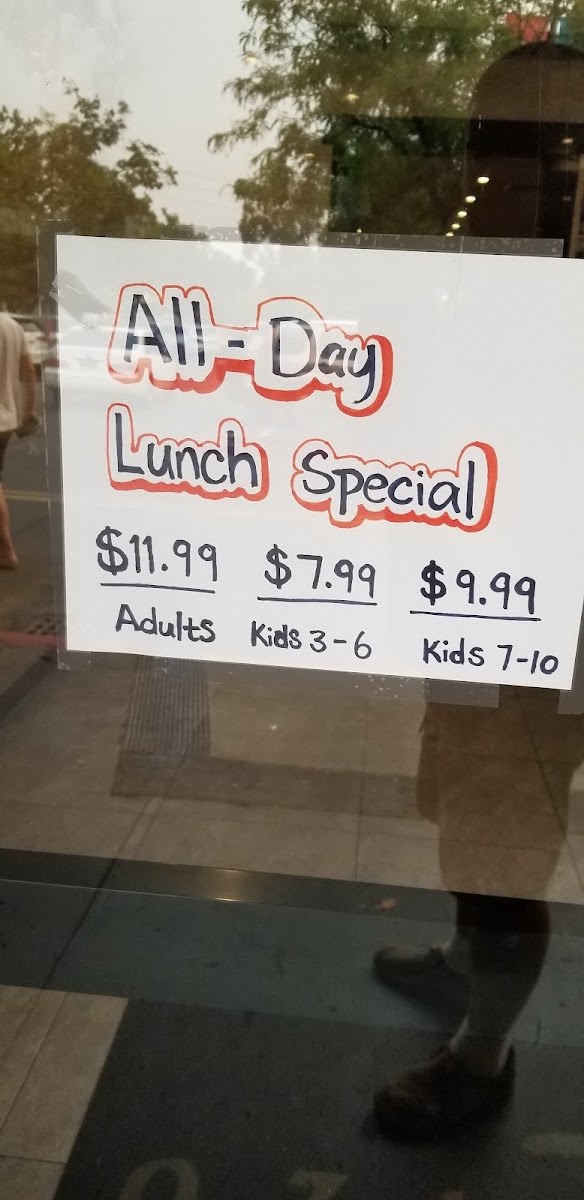 All-Day
Lunch Special
$11.99 $7.99 $9.99
Adults Kids 3-6 Kids 7-10